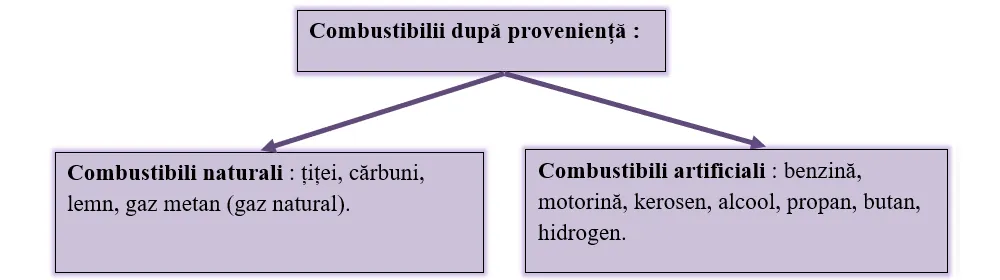 Combustibilii după proveniență :
Combustibili naturali : țiței, cărbuni,
lemn, gaz metan (gaz natural).
Combustibili artificiali : benzină,
motorină, kerosen, alcool, propan, butan,
hidrogen.